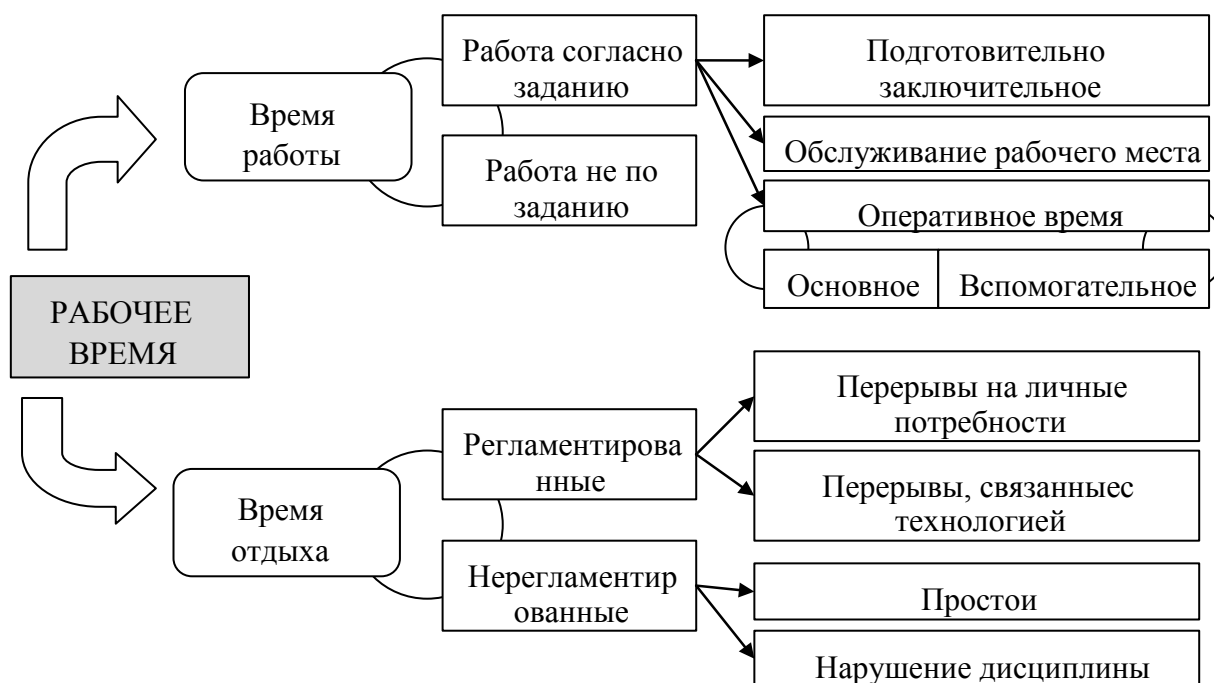 Работа согласно
заданию
Подготовительно
заключительное
Время
работы
Обслуживание рабочего места
Работа не по
заданию
Оперативное время
Основное
Вспомогательное
РАБОЧЕЕ
ВРЕМЯ
Перерывы на личные
потребности
Регламентирова
нные
Перерывы, связанныес
технологией
Время
отдыха
Нерегламентир
ованные
Простои
Нарушение дисциплины